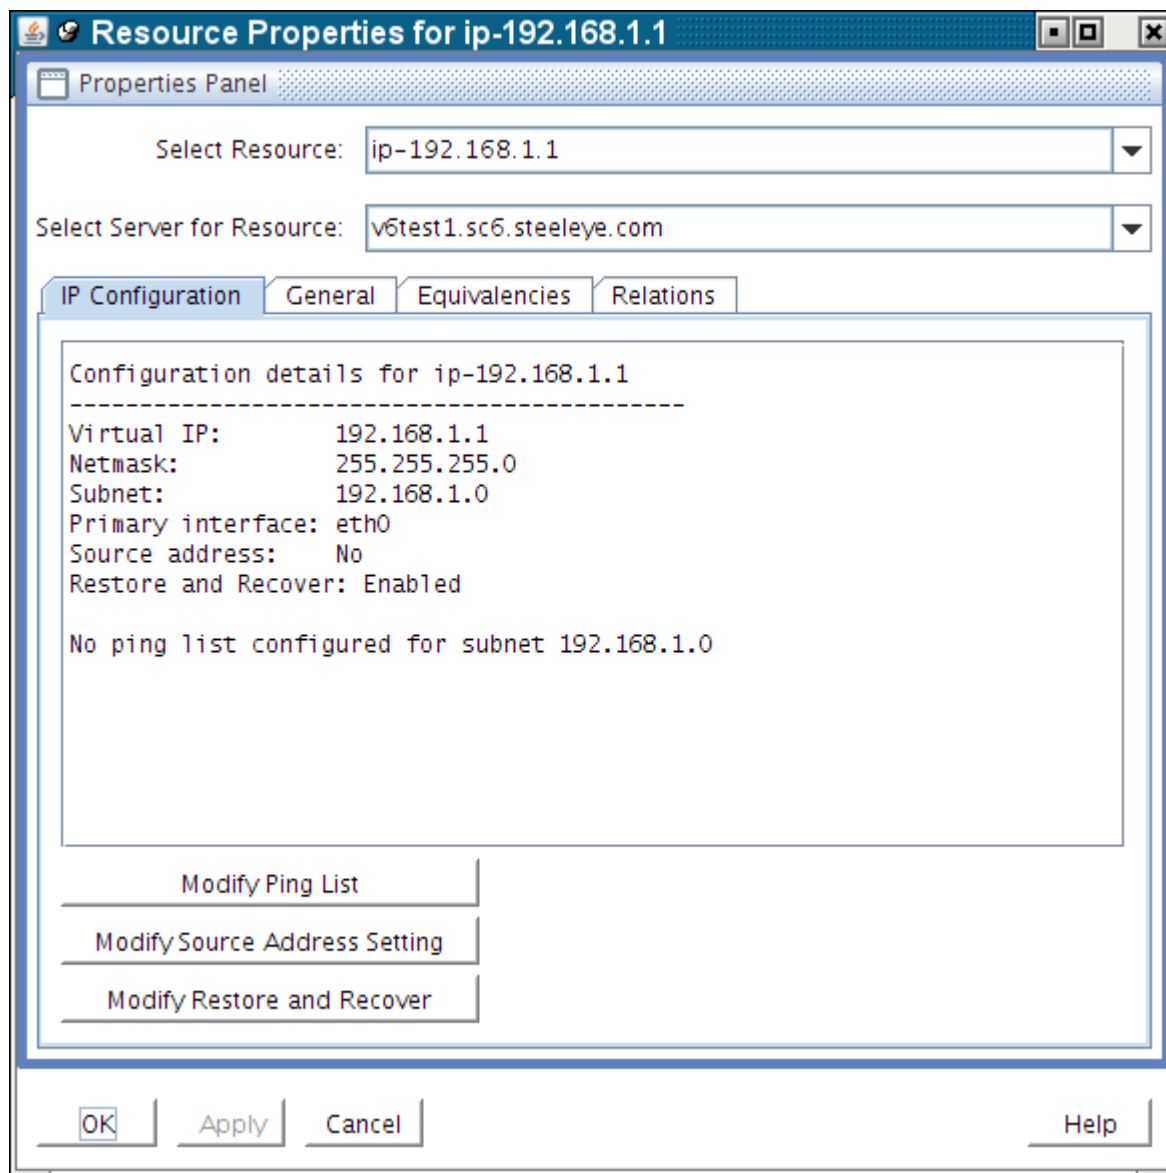 Resource Properties for ip-192.168.1.1
Properties Panel
Select Resource: ip-192.168.1.1
Select Server for Resource: v6test1.sc6.steeleye.com
IP Configuration General Equivalencies Relations
Configuration details for ip-192.168.1.1
--------------------------------------------
Virtual IP: 192.168.1.1
Netmask: 255.255.255.0
Subnet: 192.168.1.0
Primary interface: eth0
Source address: No
Restore and Recover: Enabled
No ping list configured for subnet 192.168.1.0
Modify Ping List
Modify Source Address Setting
Modify Restore and Recover
OK Apply Cancel Help